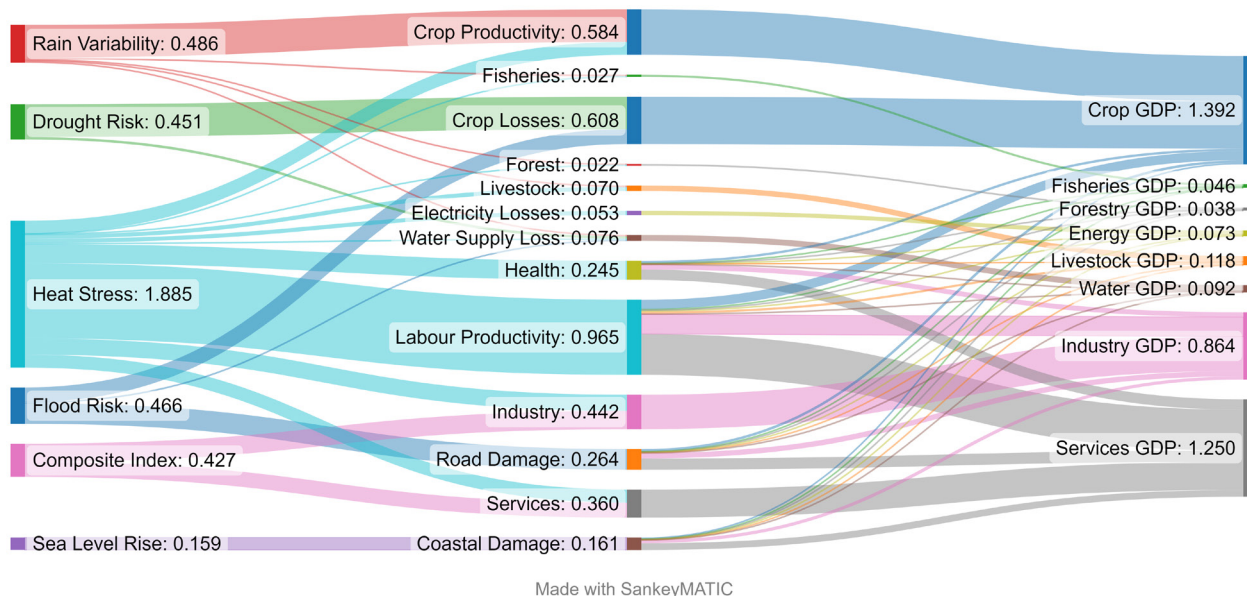 Rain Variability: 0.486
Drought Risk: 0.451
Heat Stress: 1.885
Flood Risk: 0.466
Composite Index: 0.427
Sea Level Rise: 0.159
Crop Productivity: 0.584
Fisheries: 0.027
Crop Losses: 0.608
Forest: 0.022
Livestock: 0.070
Electricity Losses: 0.053
Water Supply Loss: 0.076
Health: 0.245
Labour Productivity: 0.965
Industry: 0.442
Road Damage: 0.264
Services: 0.360
Coastal Damage: 0.161
Crop GDP: 1.392
Fisheries GDP: 0.046
Forestry GDP: 0.038
Energy GDP: 0.073
Livestock GDP: 0.118
Water GDP: 0.092
Industry GDP: 0.864
Services GDP: 1.250
Made with SankeyMATIC